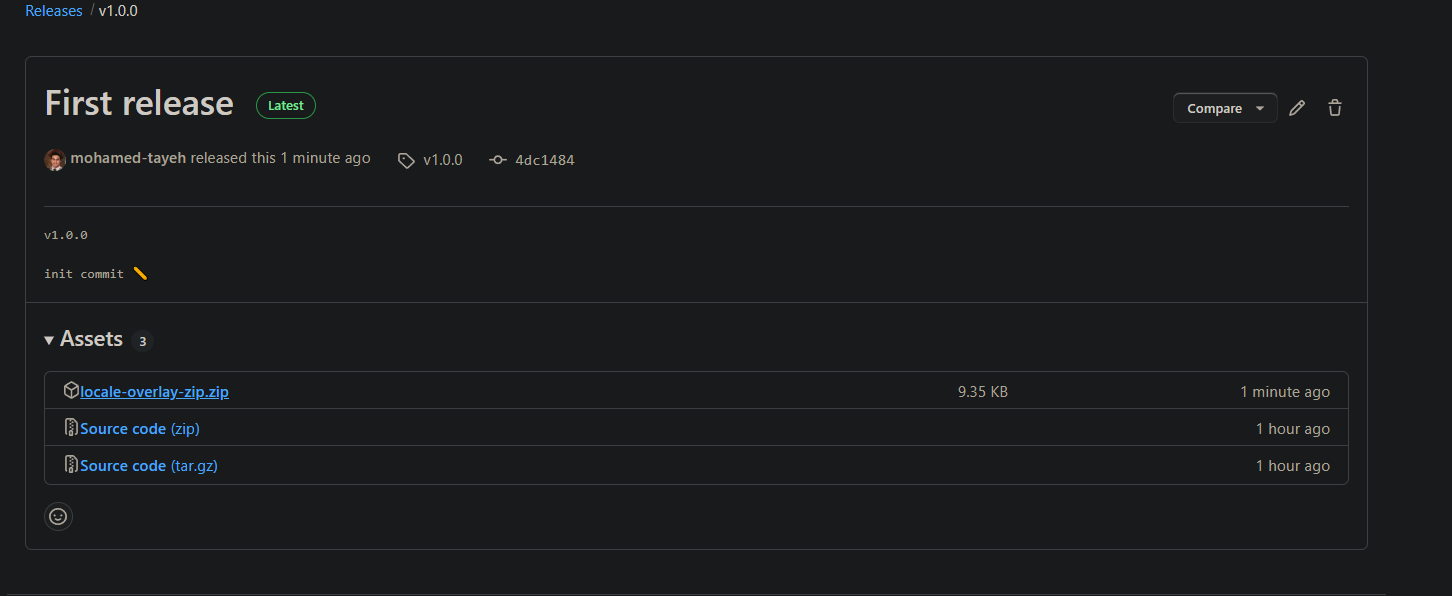 Releases / v1.0.0
First release Latest Compare
mohamed-tayeh released this 1 minute ago v1.0.0 4dc1484
v1.0.0
init commit ✏️
Assets 3
locale-overlay-zip.zip 9.35 KB 1 minute ago
Source code (zip) 1 hour ago
Source code (tar.gz) 1 hour ago